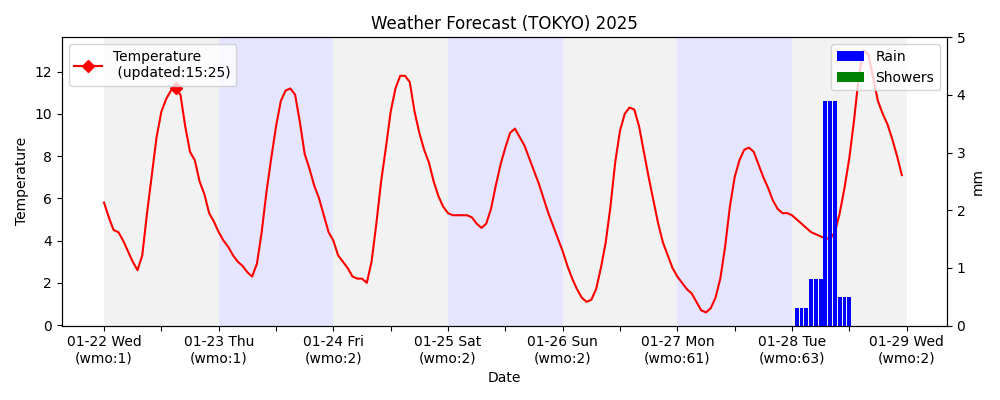 Weather Forecast (TOKYO) 2025
Temperature
(updated:15:25)
Rain
Showers
Temperature
12
10
8
6
4
2
0
5
4
3
2
1
0
mm
01-22 Wed
(wmo:1)
01-23 Thu
(wmo:1)
01-24 Fri
(wmo:2)
01-25 Sat
(wmo:2)
01-26 Sun
(wmo:2)
01-27 Mon
(wmo:61)
01-28 Tue
(wmo:63)
01-29 Wed
(wmo:2)
Date